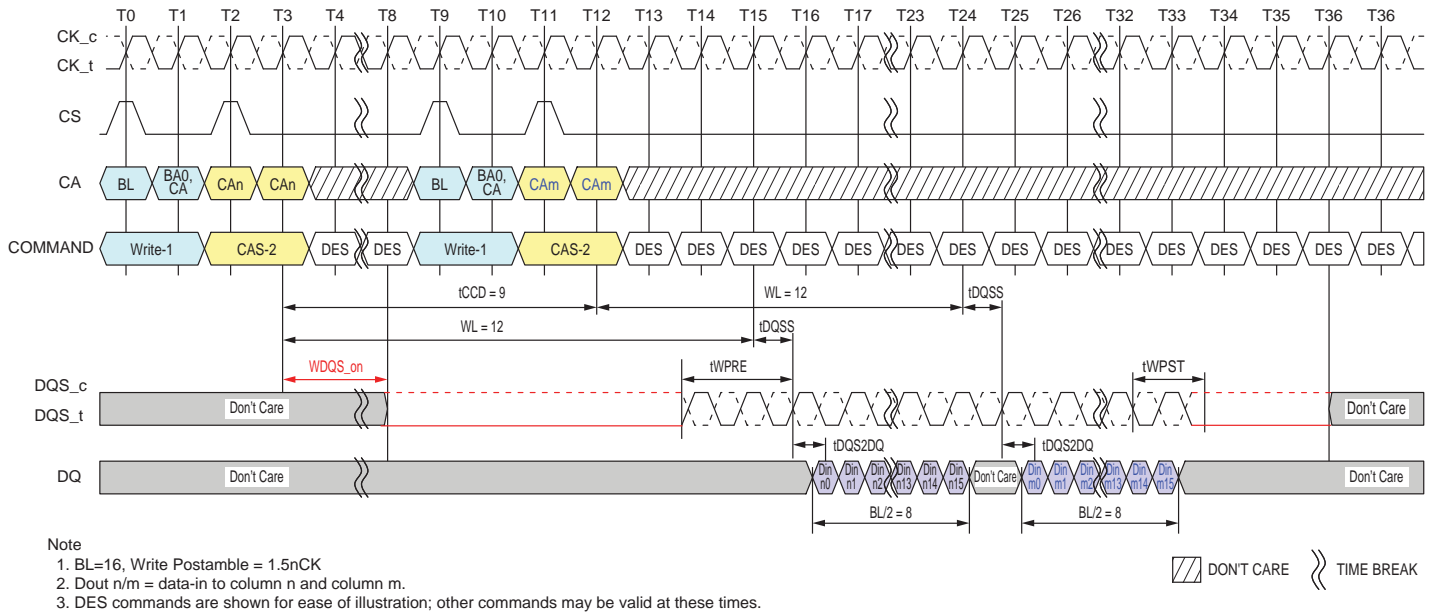 T0 T1 T2 T3 T4 T8 T9 T10 T11 T12 T13 T14 T15 T16 T17 T23 T24 T25 T26 T32 T33 T34 T35 T36 T36
CK_c
CK_t
CS
CA BL BA0, CA CAn CAn BL BA0, CA CAm CAm
COMMAND Write-1 CAS-2 DES DES Write-1 CAS-2 DES DES DES DES DES DES DES DES DES DES DES DES DES DES DES
tCCD = 9 WL = 12 tDQSS
WL = 12 tDQSS
WDQS_on tWPRE tWPST
DQS_c
DQS_t Don't Care Don't Care
tDQS2DQ tDQS2DQ
DQ Don't Care Din n0 Din n1 Din n2 Din n13 Din n14 Din n15 Don't Care Din m0 Din m1 Din m2 Din m13 Din m14 Din m15 Don't Care
BL/2 = 8 BL/2 = 8
Note
1. BL=16, Write Postamble = 1.5nCK
2. Dout n/m = data-in to column n and column m.
3. DES commands are shown for ease of illustration; other commands may be valid at these times.
DON'T CARE TIME BREAK